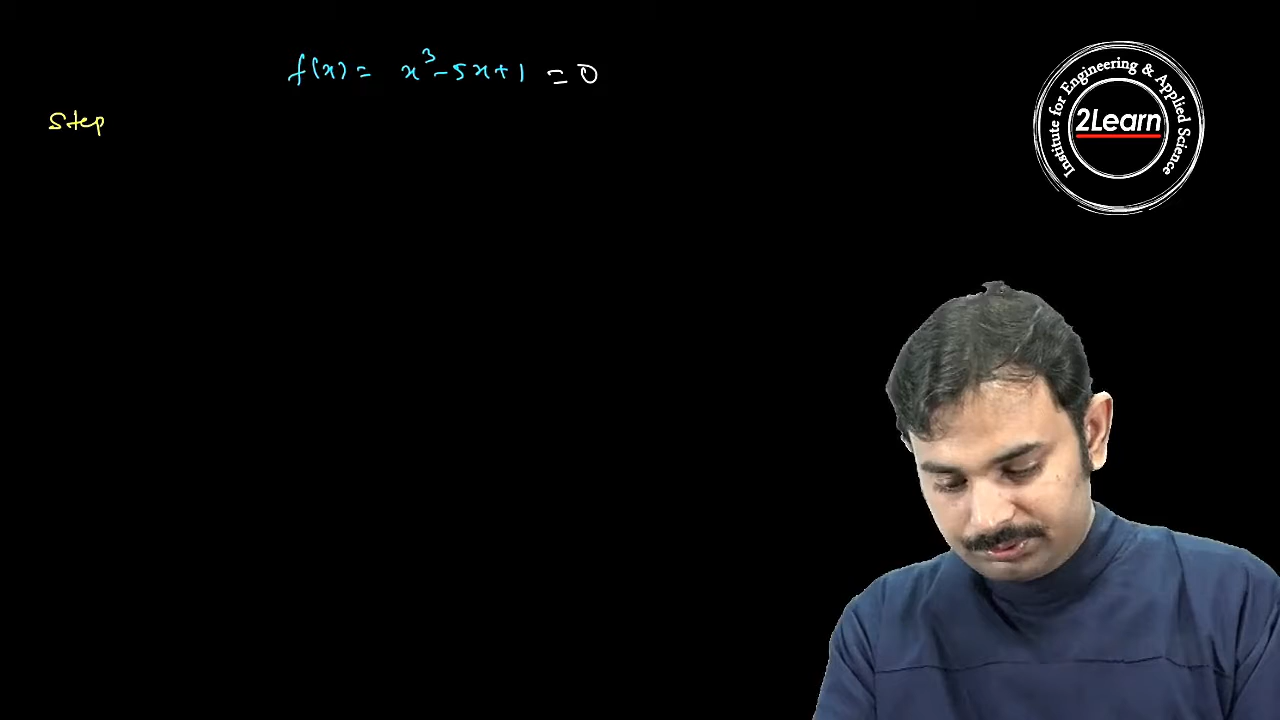 f(x) = x³ - 5x + 1 = 0
Step
Institute for Engineering & Applied Science
2Learn